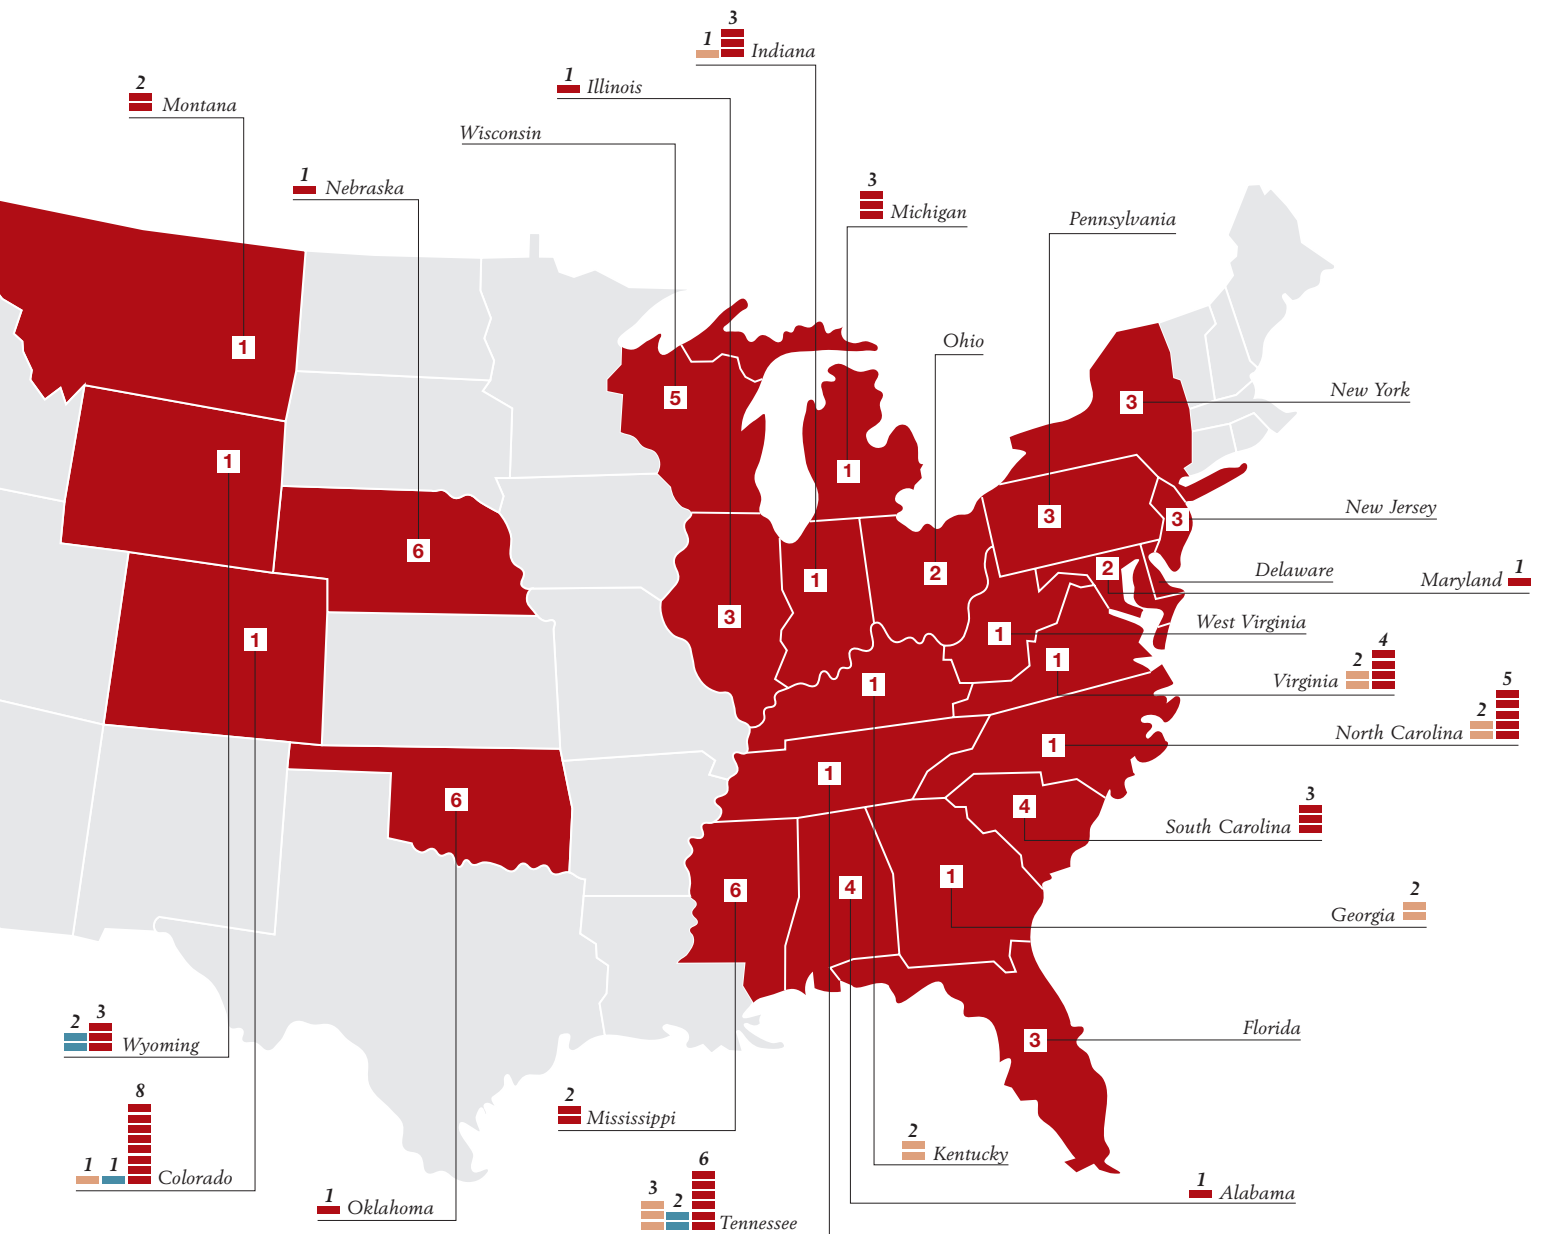 3
1 Indiana
1 Illinois
2
Montana
Wisconsin
1 Nebraska
3
Michigan
Pennsylvania
1
Ohio
5
New York
3
1
1
3
New Jersey
3
6
2
1
2
Delaware
1
Maryland
3
West Virginia
1
1
1
4
2
Virginia
1
5
2
North Carolina
1
1
6
4
3
South Carolina
6
4
1
2
Georgia
2 3
Wyoming
3
Florida
8
1 1
Colorado
2
Mississippi
2
Kentucky
1 Oklahoma
6
3 2
Tennessee
1 Alabama